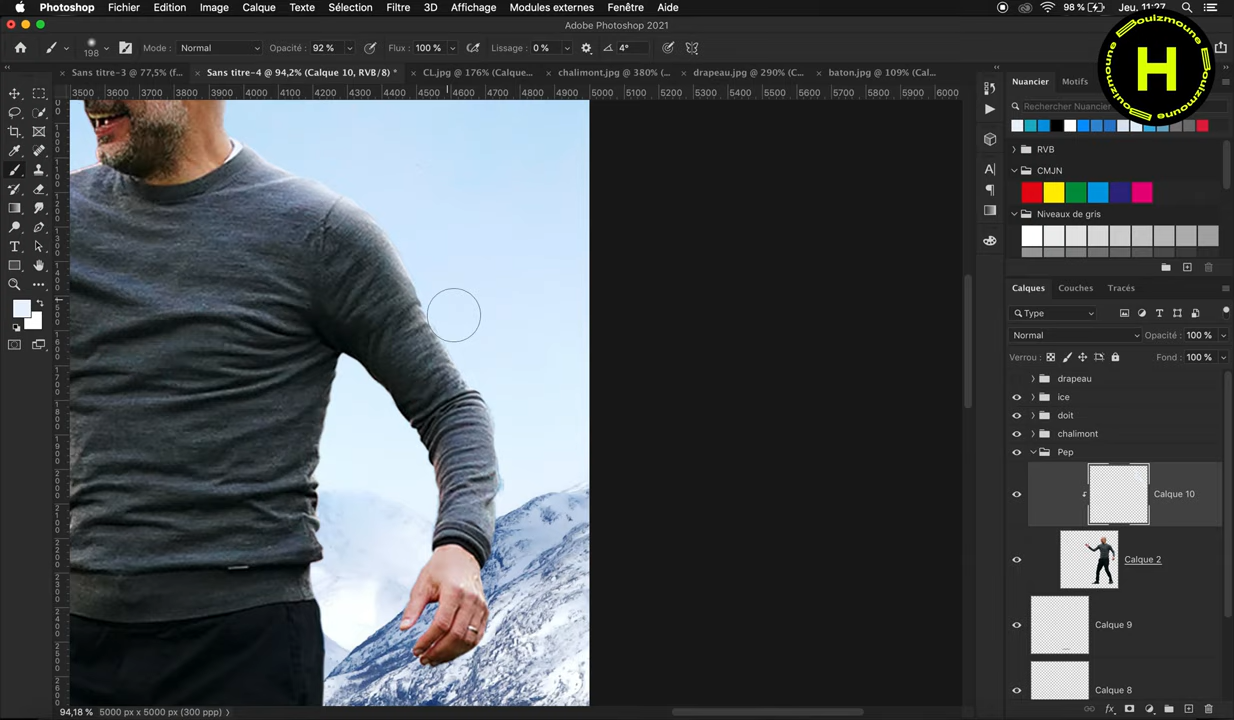 Photoshop Fichier Edition Image Calque Texte Sélection Filtre Affichage Modules externes Fenêtre Aide 98 % Jeu. 11:27
Adobe Photoshop 2021
Houizmoune
H
Houizmoune
198 Mode : Normal Opacité : 92 % Flux : 100 % Lissage : 0 % 4°
Sans titre-3 @ 77,5% (f... Sans titre-4 @ 94,2% (Calque 10, RVB/8) * CL.jpg @ 176% (Calque... chalimont.jpg @ 380% (... drapeau.jpg @ 290% (C... baton.jpg @ 109% (Cal...
3500 3600 3700 3800 3900 4000 4100 4200 4300 4400 4500 4600 4700 4800 4900 5000 5100 5200 5300 5400 5500 5600 5700 5800 5900 6000
Nuancier Motifs
Rechercher Nuancier
RVB
CMJN
Niveaux de gris
Calques Couches Tracés
Type
Normal Opacité : 100 %
Verrou : Fond : 100 %
drapeau
ice
doit
chalimont
Pep
Calque 10
Calque 2
Calque 9
Calque 8
94,18 % 5000 px x 5000 px (300 ppp)